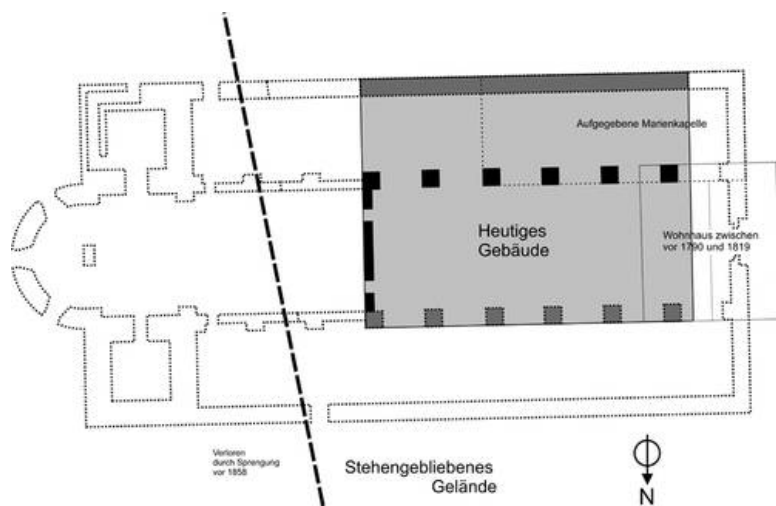 Aufgegebene Marienkapelle
Heutiges
Gebäude
Wohnhaus zwischen
vor 1790 und 1819
Verloren
durch Sprengung
vor 1858
Stehengebliebenes
Gelände
N